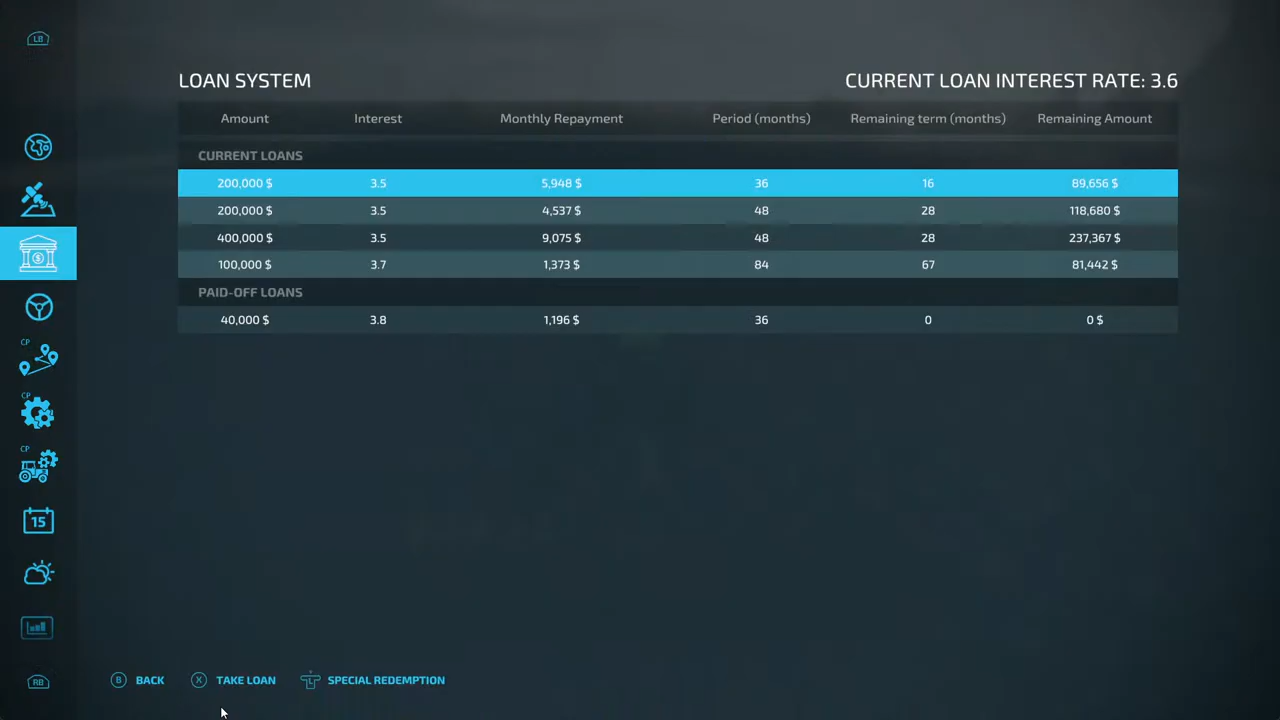 LB
LOAN SYSTEM CURRENT LOAN INTEREST RATE: 3.6
Amount Interest Monthly Repayment Period (months) Remaining term (months) Remaining Amount
CURRENT LOANS
200,000 $ 3.5 5,948 $ 36 16 89,656 $
200,000 $ 3.5 4,537 $ 48 28 118,680 $
400,000 $ 3.5 9,075 $ 48 28 237,367 $
100,000 $ 3.7 1,373 $ 84 67 81,442 $
PAID-OFF LOANS
40,000 $ 3.8 1,196 $ 36 0 0 $
CP
CP
CP
15
RB
B BACK X TAKE LOAN L SPECIAL REDEMPTION